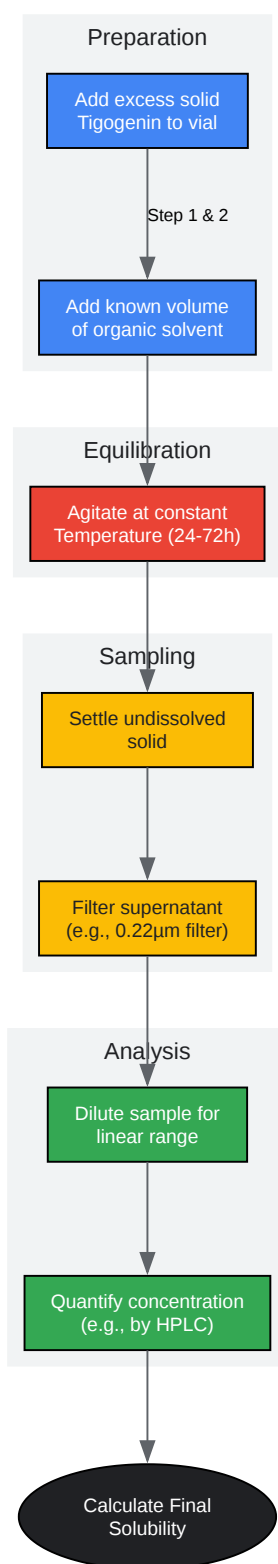 Preparation
Add excess solid
Tigogenin to vial
Step 1 & 2
Add known volume
of organic solvent
Equilibration
Agitate at constant
Temperature (24-72h)
Sampling
Settle undissolved
solid
Filter supernatant
(e.g., 0.22µm filter)
Analysis
Dilute sample for
linear range
Quantify concentration
(e.g., by HPLC)
Calculate Final
Solubility